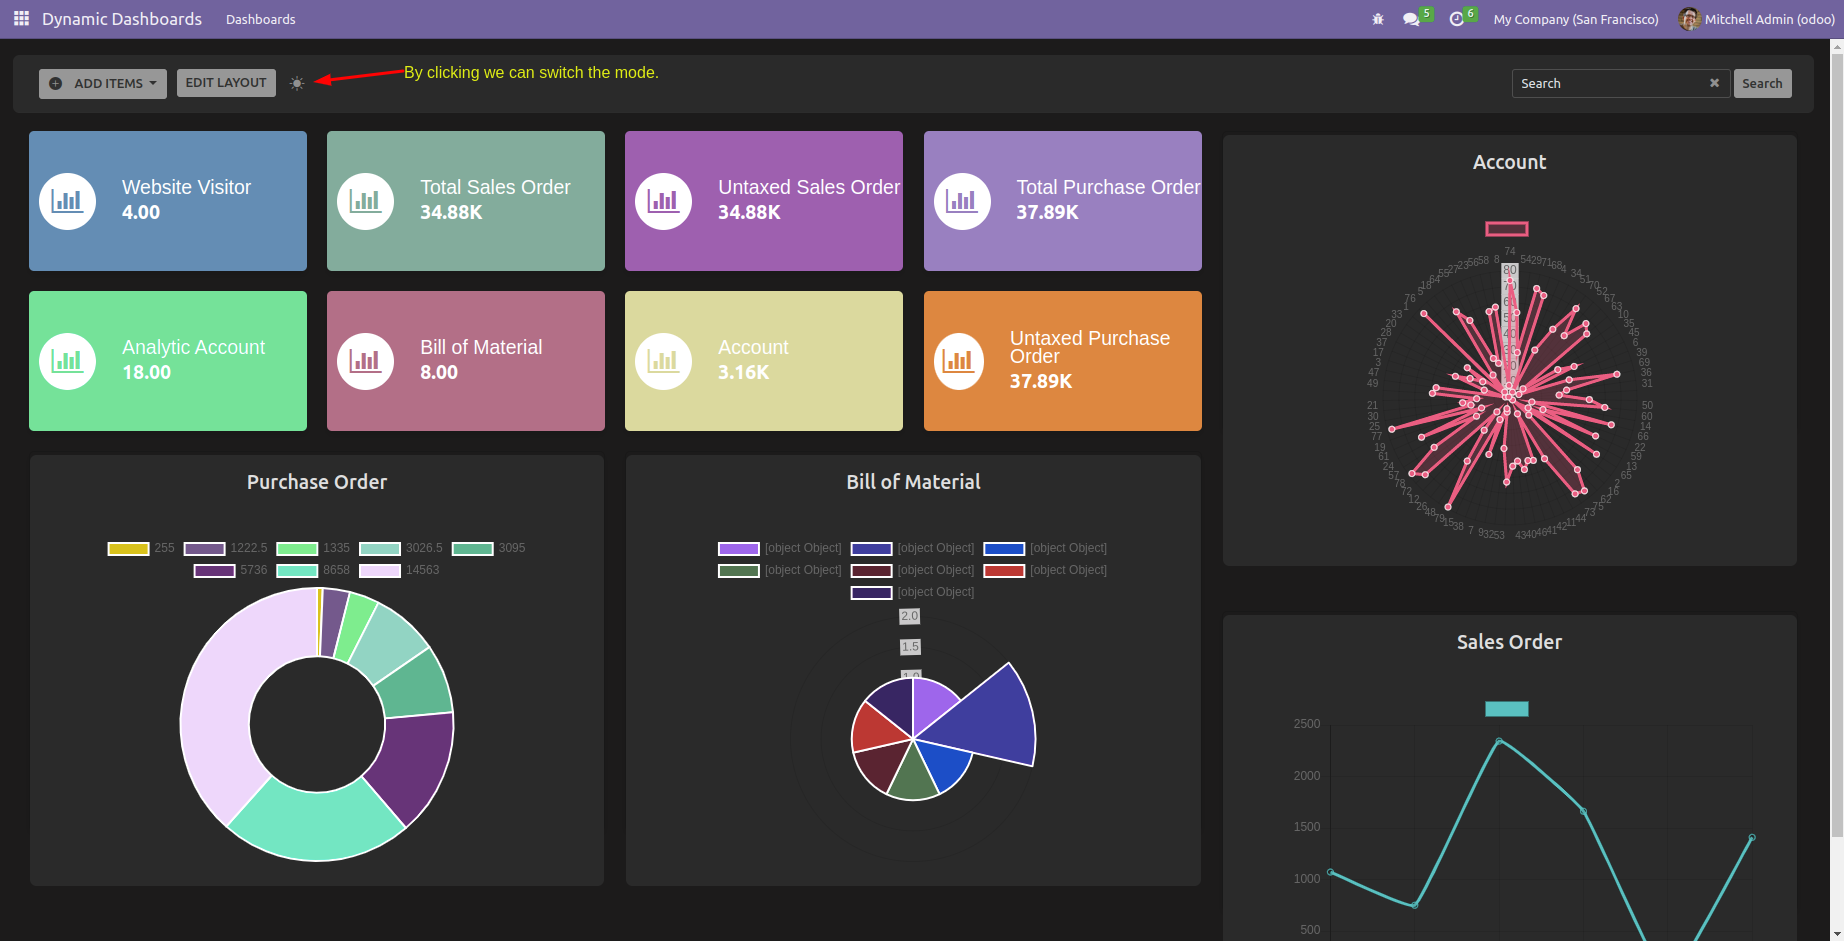 Dynamic Dashboards Dashboards 5 6 My Company (San Francisco) Mitchell Admin (odoo)
ADD ITEMS EDIT LAYOUT By clicking we can switch the mode. Search Search
Website Visitor
4.00
Total Sales Order
34.88K
Untaxed Sales Order
34.88K
Total Purchase Order
37.89K
Analytic Account
18.00
Bill of Material
8.00
Account
3.16K
Untaxed Purchase
Order
37.89K
Account
74
80
Purchase Order
255 1222.5 1335 3026.5 3095
5736 8658 14563
Bill of Material
[object Object] [object Object] [object Object]
[object Object] [object Object] [object Object]
[object Object]
2.0
1.5
1.0
Sales Order
2500
2000
1500
1000
500